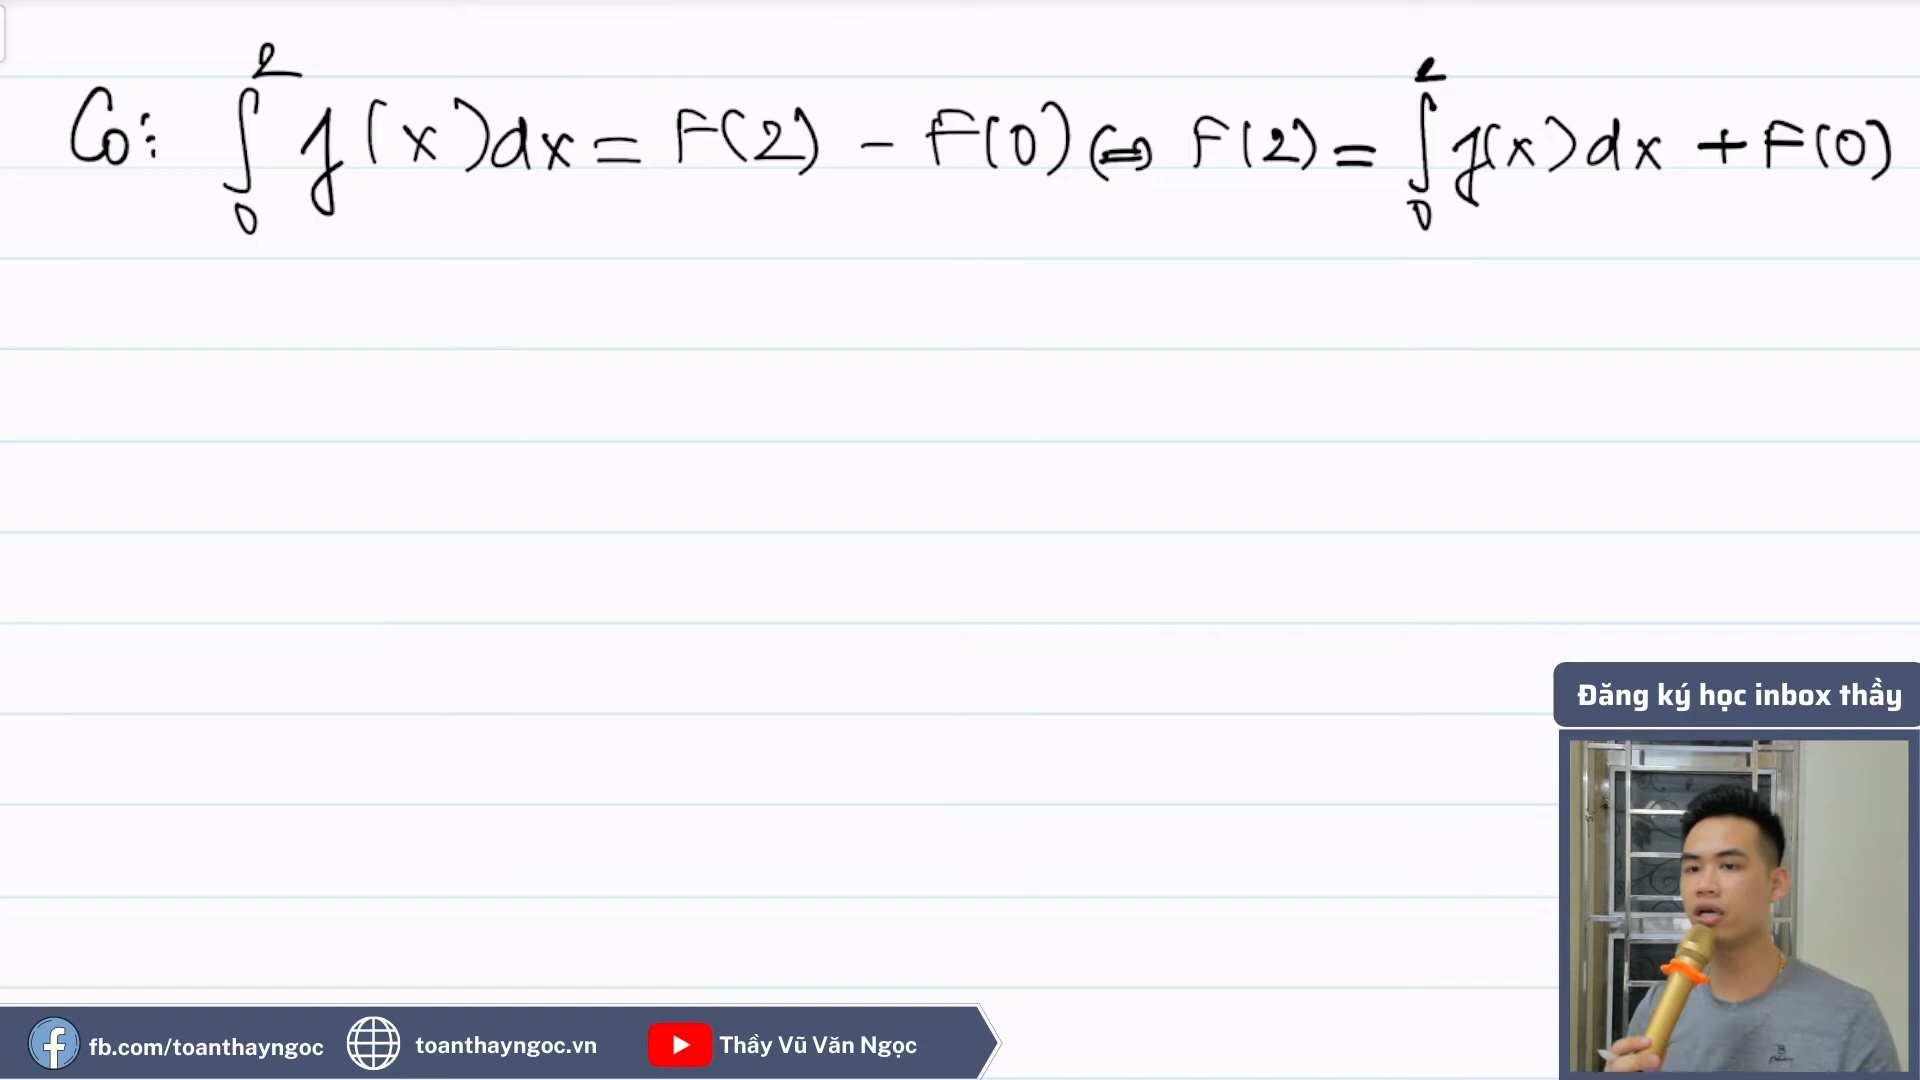 Có: ∫₀² f(x)dx = F(2) - F(0) ⇔ F(2) = ∫₀² f(x)dx + F(0)
Đăng ký học inbox thầy
fb.com/toanthayngoc toanthayngoc.vn Thầy Vũ Văn Ngọc